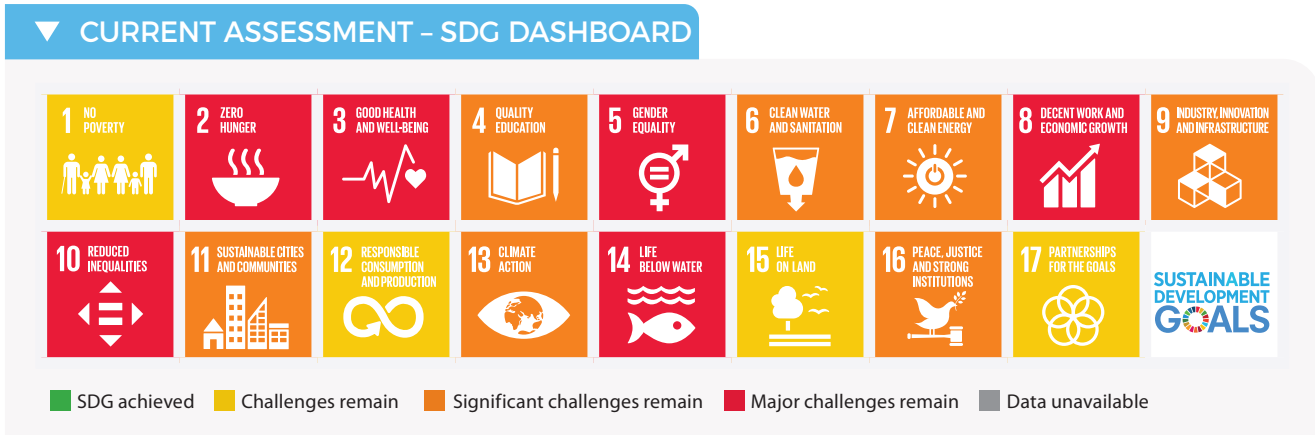 CURRENT ASSESSMENT – SDG DASHBOARD
1 NO
POVERTY
2 ZERO
HUNGER
3 GOOD HEALTH
AND WELL-BEING
4 QUALITY
EDUCATION
5 GENDER
EQUALITY
6 CLEAN WATER
AND SANITATION
7 AFFORDABLE AND
CLEAN ENERGY
8 DECENT WORK AND
ECONOMIC GROWTH
9 INDUSTRY, INNOVATION
AND INFRASTRUCTURE
10 REDUCED
INEQUALITIES
11 SUSTAINABLE CITIES
AND COMMUNITIES
12 RESPONSIBLE
CONSUMPTION
AND PRODUCTION
13 CLIMATE
ACTION
14 LIFE
BELOW WATER
15 LIFE
ON LAND
16 PEACE, JUSTICE
AND STRONG
INSTITUTIONS
17 PARTNERSHIPS
FOR THE GOALS
SUSTAINABLE
DEVELOPMENT
GOALS
SDG achieved
Challenges remain
Significant challenges remain
Major challenges remain
Data unavailable